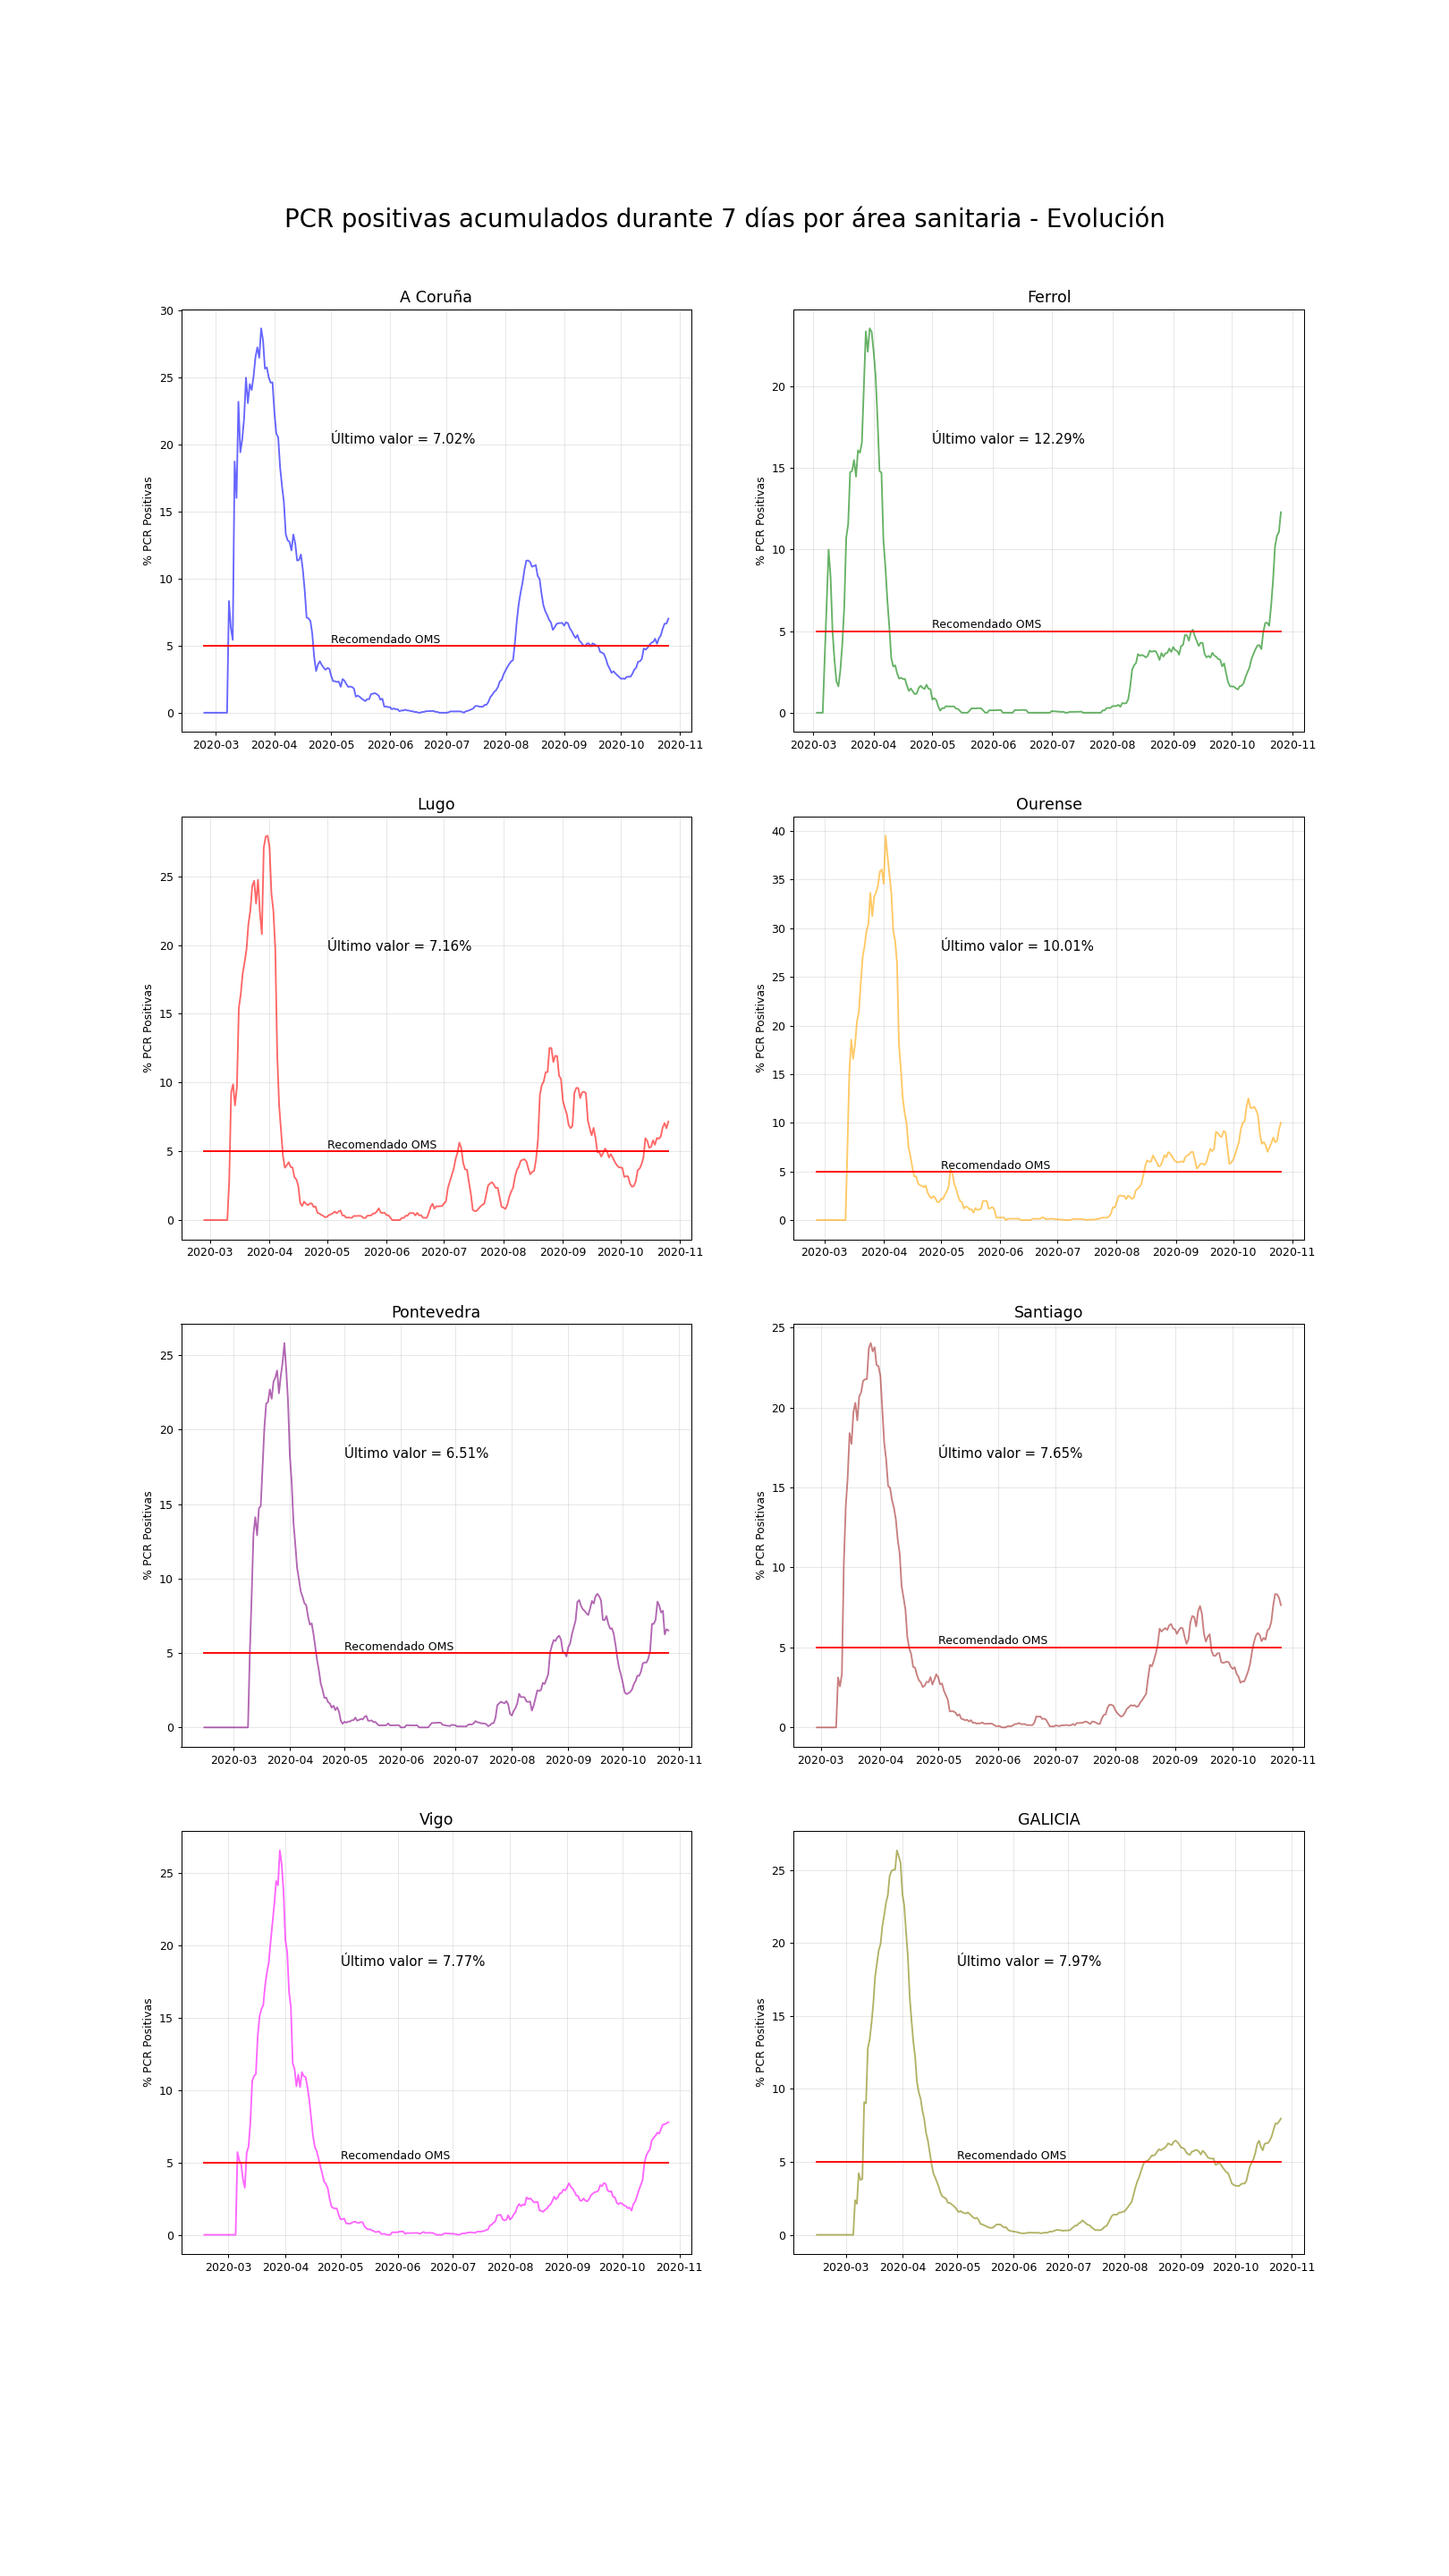 PCR positivas acumulados durante 7 días por área sanitaria - Evolución
A Coruña
% PCR Positivas
30
25
20
15
10
5
0
Último valor = 7.02%
Recomendado OMS
2020-03 2020-04 2020-05 2020-06 2020-07 2020-08 2020-09 2020-10 2020-11
Ferrol
% PCR Positivas
20
15
10
5
0
Último valor = 12.29%
Recomendado OMS
2020-03 2020-04 2020-05 2020-06 2020-07 2020-08 2020-09 2020-10 2020-11
Lugo
% PCR Positivas
25
20
15
10
5
0
Último valor = 7.16%
Recomendado OMS
2020-03 2020-04 2020-05 2020-06 2020-07 2020-08 2020-09 2020-10 2020-11
Ourense
% PCR Positivas
40
35
30
25
20
15
10
5
0
Último valor = 10.01%
Recomendado OMS
2020-03 2020-04 2020-05 2020-06 2020-07 2020-08 2020-09 2020-10 2020-11
Pontevedra
% PCR Positivas
25
20
15
10
5
0
Último valor = 6.51%
Recomendado OMS
2020-03 2020-04 2020-05 2020-06 2020-07 2020-08 2020-09 2020-10 2020-11
Santiago
% PCR Positivas
25
20
15
10
5
0
Último valor = 7.65%
Recomendado OMS
2020-03 2020-04 2020-05 2020-06 2020-07 2020-08 2020-09 2020-10 2020-11
Vigo
% PCR Positivas
25
20
15
10
5
0
Último valor = 7.77%
Recomendado OMS
2020-03 2020-04 2020-05 2020-06 2020-07 2020-08 2020-09 2020-10 2020-11
GALICIA
% PCR Positivas
25
20
15
10
5
0
Último valor = 7.97%
Recomendado OMS
2020-03 2020-04 2020-05 2020-06 2020-07 2020-08 2020-09 2020-10 2020-11